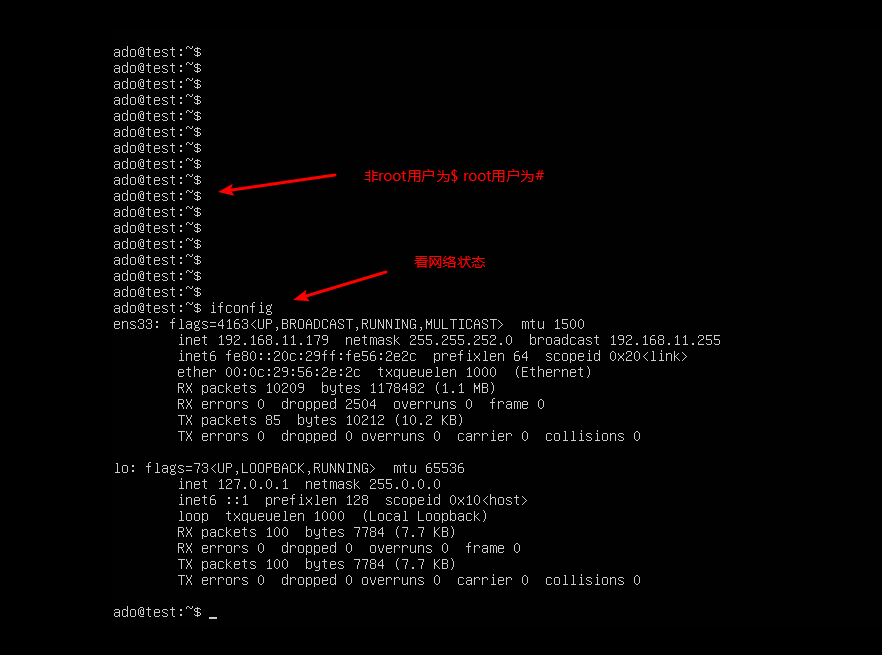 ado@test:~$
ado@test:~$
ado@test:~$
ado@test:~$
ado@test:~$
ado@test:~$
ado@test:~$
ado@test:~$
ado@test:~$ 非root用户为$ root用户为#
ado@test:~$
ado@test:~$
ado@test:~$
ado@test:~$
ado@test:~$ 看网络状态
ado@test:~$
ado@test:~$
ado@test:~$ ifconfig
ens33: flags=4163<UP,BROADCAST,RUNNING,MULTICAST>  mtu 1500
        inet 192.168.11.179  netmask 255.255.252.0  broadcast 192.168.11.255
        inet6 fe80::20c:29ff:fe56:2e2c  prefixlen 64  scopeid 0x20<link>
        ether 00:0c:29:56:2e:2c  txqueuelen 1000  (Ethernet)
        RX packets 10209  bytes 1178482 (1.1 MB)
        RX errors 0  dropped 2504  overruns 0  frame 0
        TX packets 85  bytes 10212 (10.2 KB)
        TX errors 0  dropped 0 overruns 0  carrier 0  collisions 0
lo: flags=73<UP,LOOPBACK,RUNNING>  mtu 65536
        inet 127.0.0.1  netmask 255.0.0.0
        inet6 ::1  prefixlen 128  scopeid 0x10<host>
        loop  txqueuelen 1000  (Local Loopback)
        RX packets 100  bytes 7784 (7.7 KB)
        RX errors 0  dropped 0  overruns 0  frame 0
        TX packets 100  bytes 7784 (7.7 KB)
        TX errors 0  dropped 0 overruns 0  carrier 0  collisions 0
ado@test:~$ _